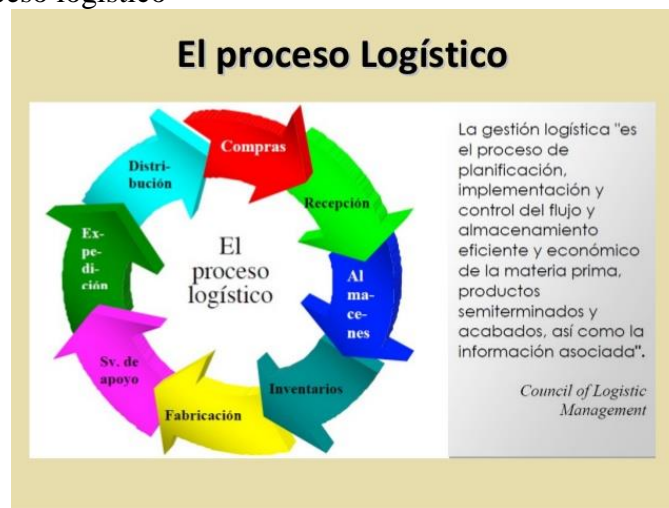 ceso logístico
El proceso Logístico
Compras
Recepción
Al
ma-
ce-
nes
Inventarios
Fabricación
Sv. de
apoyo
Ex-
pe-
di-
ción
Distri-
bución
El
proceso
logístico
La gestión logística "es
el proceso de
planificación,
implementación y
control del flujo y
almacenamiento
eficiente y económico
de la materia prima,
productos
semiterminados y
acabados, así como la
información asociada".
Council of Logistic
Management